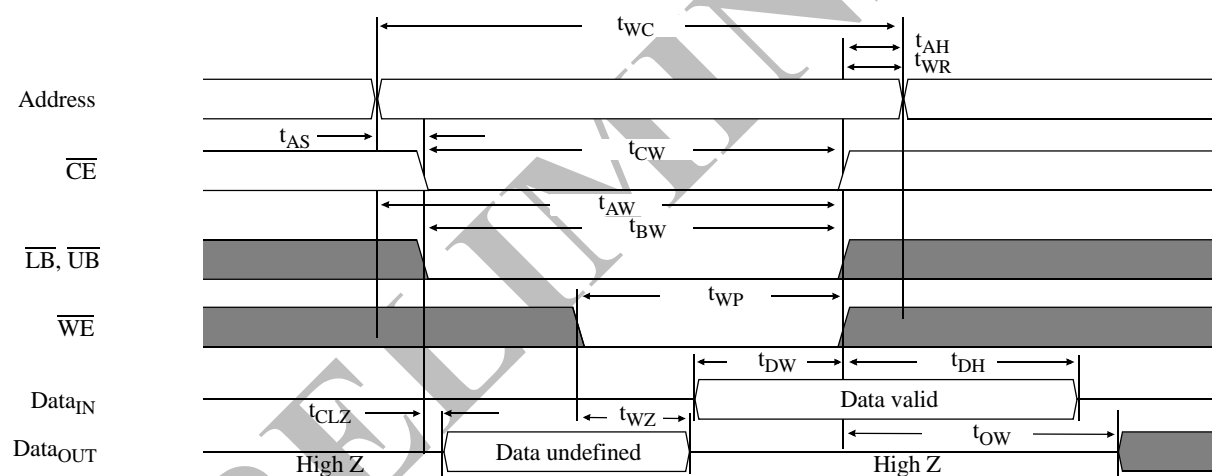 tWC
tAH
tWR
Address
tAS
CE
tCW
tAW
tBW
LB, UB
WE
tWP
tDW
tDH
DataIN
Data valid
tCLZ
tWZ
DataOUT
High Z
Data undefined
High Z
tOW
PRELIMIN